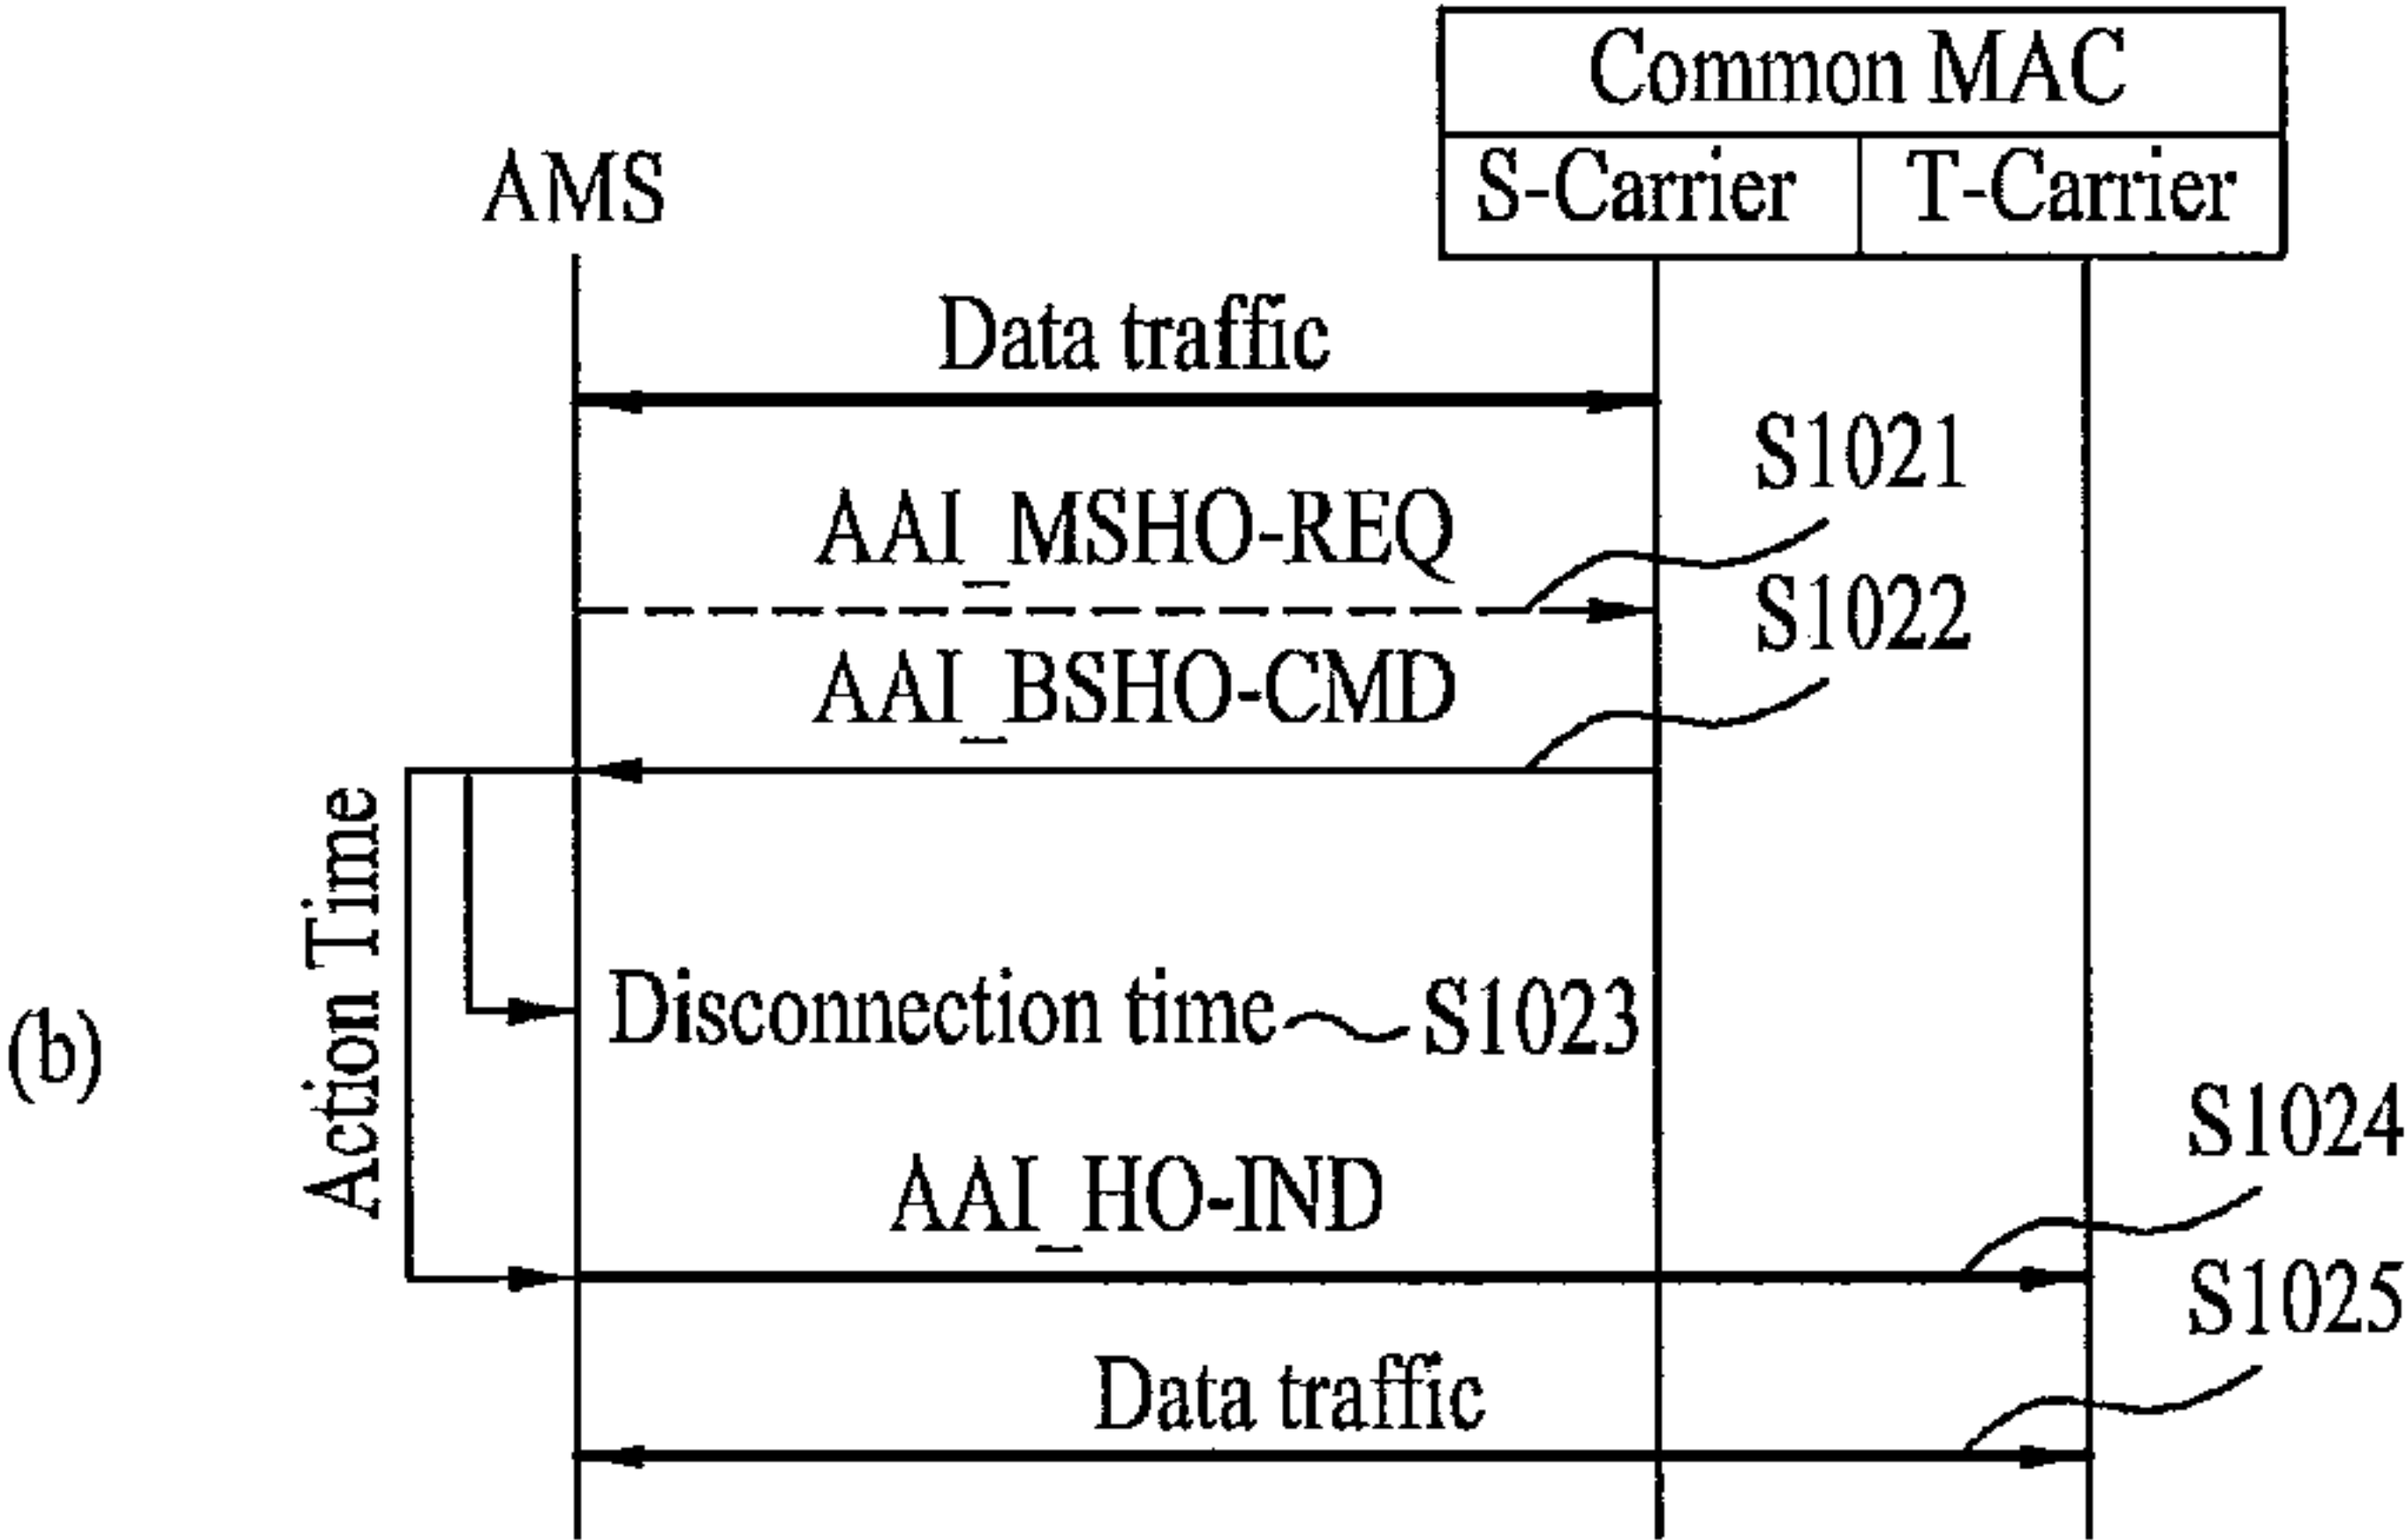 Common MAC
AMS
S-Carrier
T-Carrier
Data traffic
S1021
AAI_MSHO-REQ
S1022
AAI_BSHO-CMD
Action Time
Disconnection time
S1023
(b)
S1024
AAI_HO-IND
S1025
Data traffic